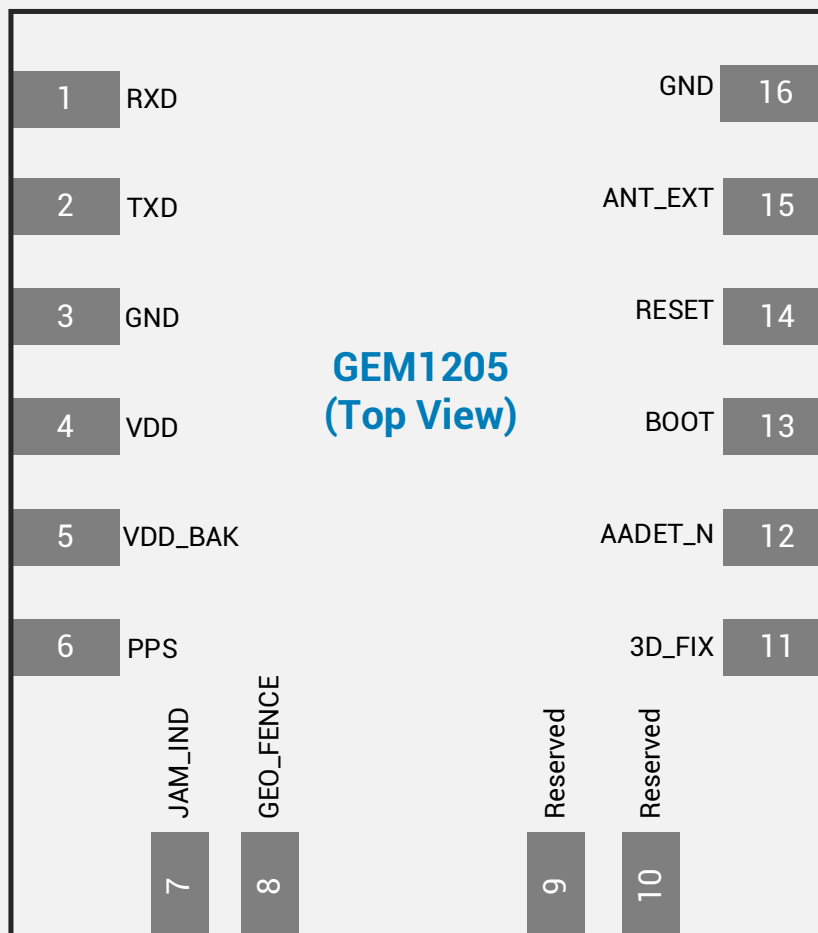 1 RXD
GND 16
2 TXD
ANT_EXT 15
3 GND
RESET 14
GEM1205
(Top View)
4 VDD
BOOT 13
5 VDD_BAK
AADET_N 12
6 PPS
3D_FIX 11
JAM_IND
GEO_FENCE
Reserved
Reserved
7
8
9
10